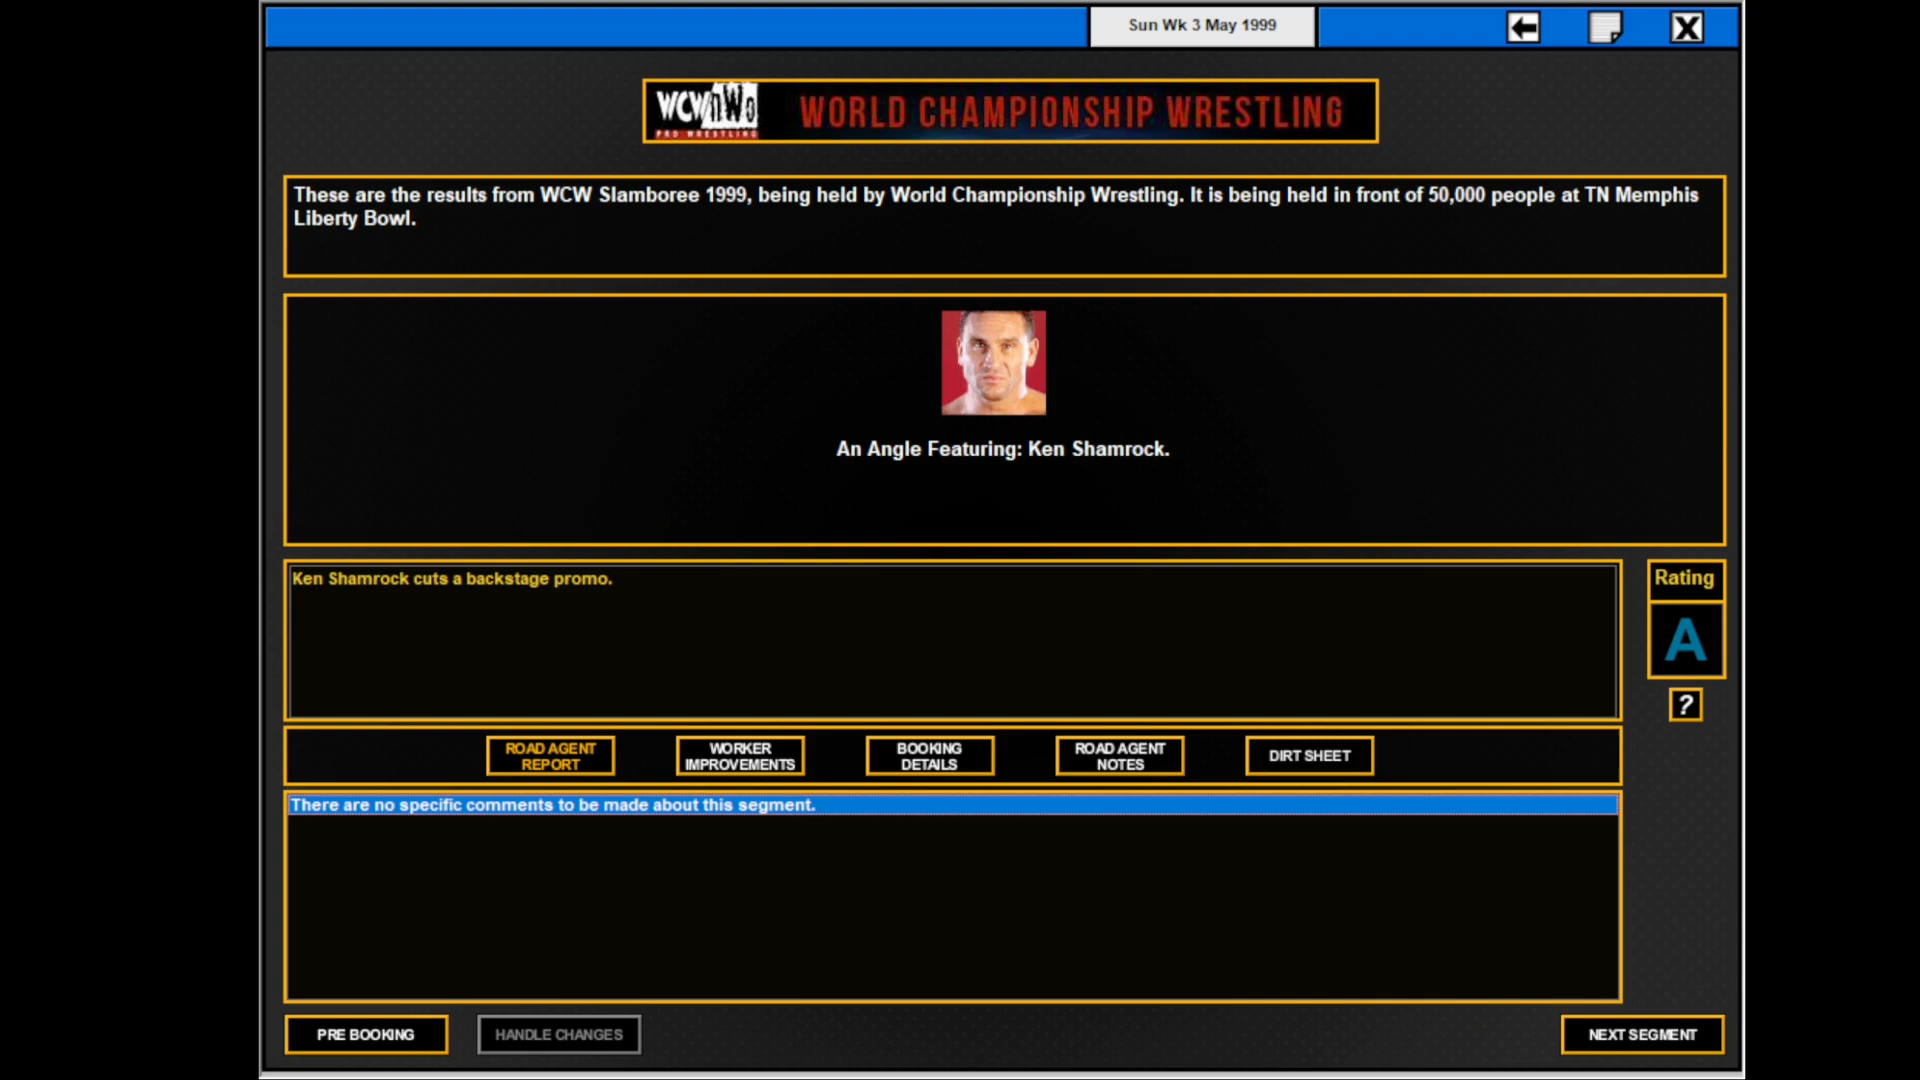 Sun Wk 3 May 1999
WCW nWo
PRO WRESTLING
WORLD CHAMPIONSHIP WRESTLING
These are the results from WCW Slamboree 1999, being held by World Championship Wrestling. It is being held in front of 50,000 people at TN Memphis
Liberty Bowl.
An Angle Featuring: Ken Shamrock.
Ken Shamrock cuts a backstage promo.
Rating
A
?
ROAD AGENT
REPORT
WORKER
IMPROVEMENTS
BOOKING
DETAILS
ROAD AGENT
NOTES
DIRT SHEET
There are no specific comments to be made about this segment.
PRE BOOKING
HANDLE CHANGES
NEXT SEGMENT